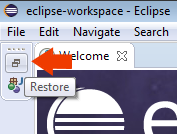 eclipse-workspace - Eclipse
File Edit Navigate Search
Welcome
Restore